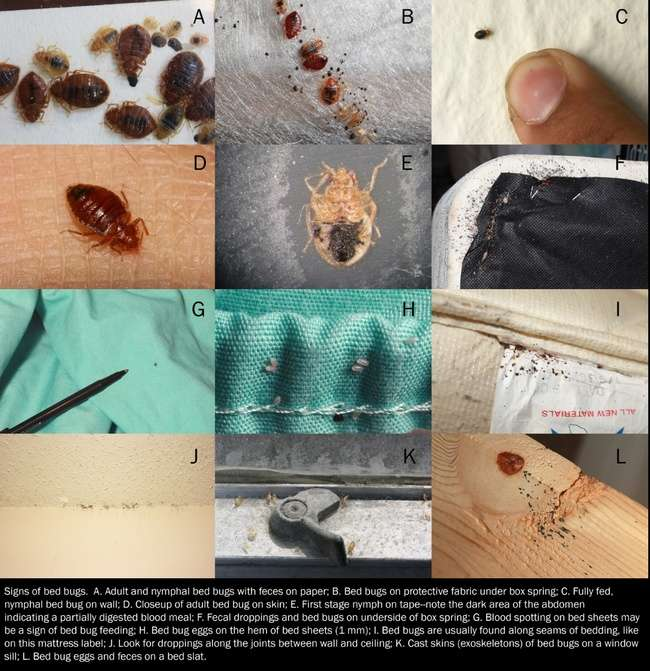 A
B
C
D
E
F
G
H
I
ALL NEW MATERIALS
J
K
L
Signs of bed bugs. A. Adult and nymphal bed bugs with feces on paper; B. Bed bugs on protective fabric under box spring; C. Fully fed,
nymphal bed bug on wall; D. Closeup of adult bed bug on skin; E. First stage nymph on tape--note the dark area of the abdomen
indicating a partially digested blood meal; F. Fecal droppings and bed bugs on underside of box spring; G. Blood spotting on bed sheets may
be a sign of bed bug feeding; H. Bed bug eggs on the hem of bed sheets (1 mm); I. Bed bugs are usually found along seams of bedding, like
on this mattress label; J. Look for droppings along the joints between wall and ceiling; K. Cast skins (exoskeletons) of bed bugs on a window
sill; L. Bed bug eggs and feces on a bed slat.